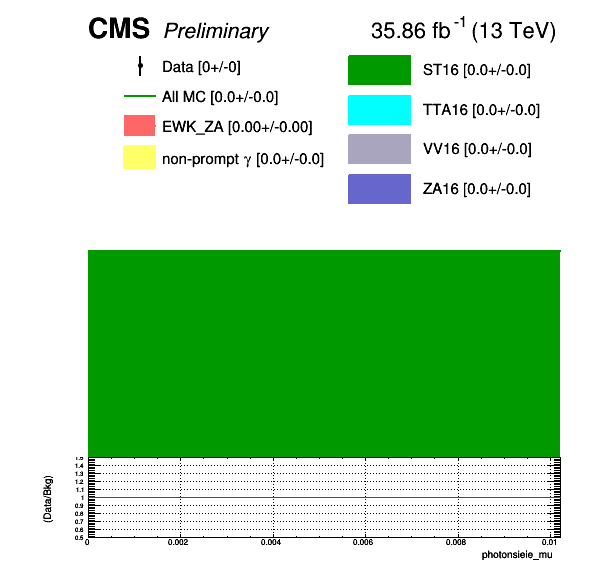 CMS Preliminary 35.86 fb⁻¹ (13 TeV)
Data [0+/-0]
All MC [0.0+/-0.0]
EWK_ZA [0.00+/-0.00]
non-prompt γ [0.0+/-0.0]
ST16 [0.0+/-0.0]
TTA16 [0.0+/-0.0]
VV16 [0.0+/-0.0]
ZA16 [0.0+/-0.0]
(Data/Bkg)
1.5
1.4
1.3
1.2
1.1
1
0.9
0.8
0.7
0.6
0.5
0 0.002 0.004 0.006 0.008 0.01
photonsieie_mu